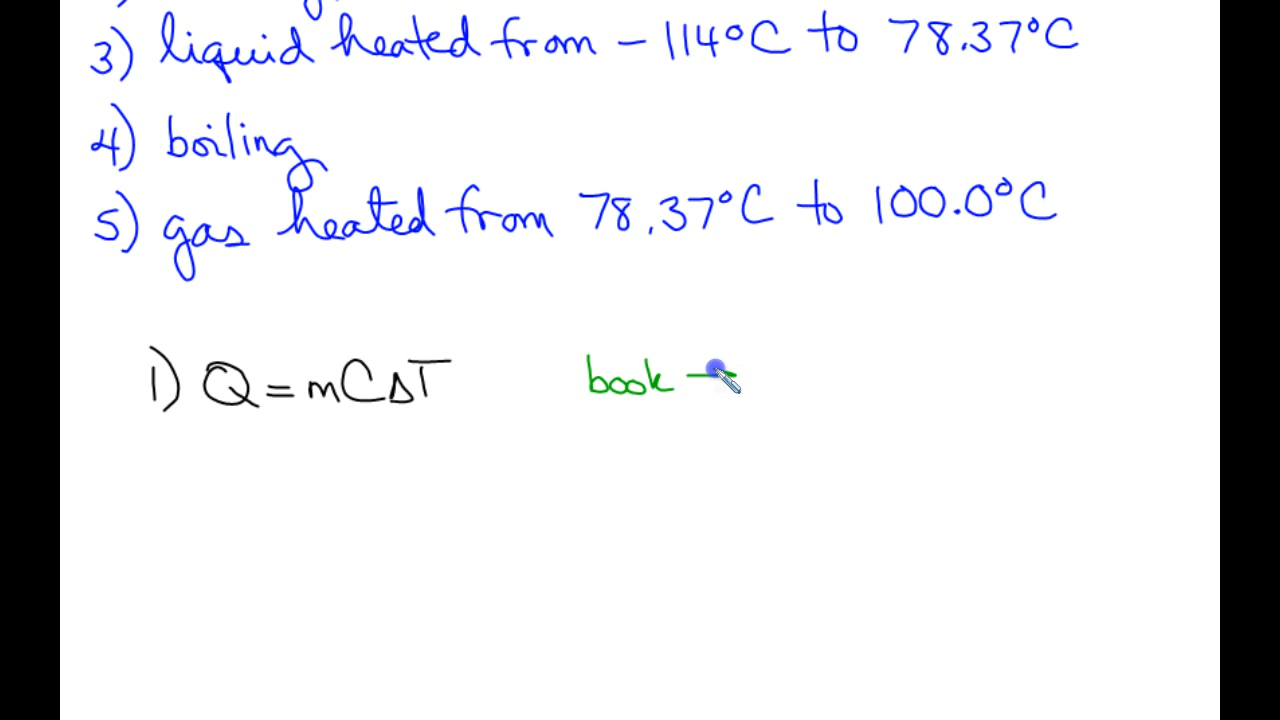 3) liquid heated from -114°C to 78.37°C
4) boiling
5) gas heated from 78.37°C to 100.0°C
1) Q=mCΔT book